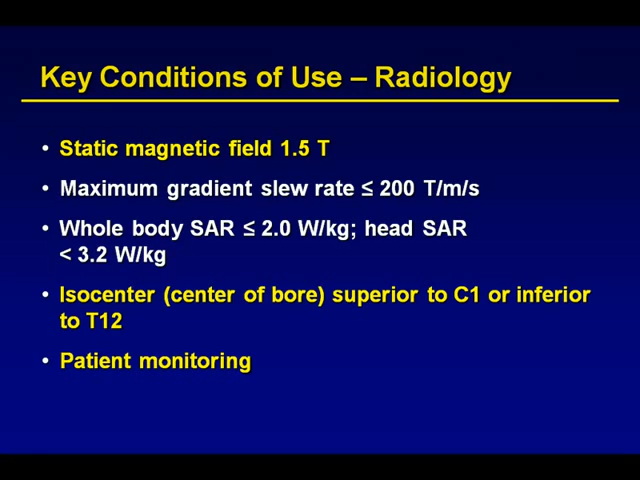 Key Conditions of Use – Radiology
• Static magnetic field 1.5 T
• Maximum gradient slew rate ≤ 200 T/m/s
• Whole body SAR ≤ 2.0 W/kg; head SAR
< 3.2 W/kg
• Isocenter (center of bore) superior to C1 or inferior
to T12
• Patient monitoring